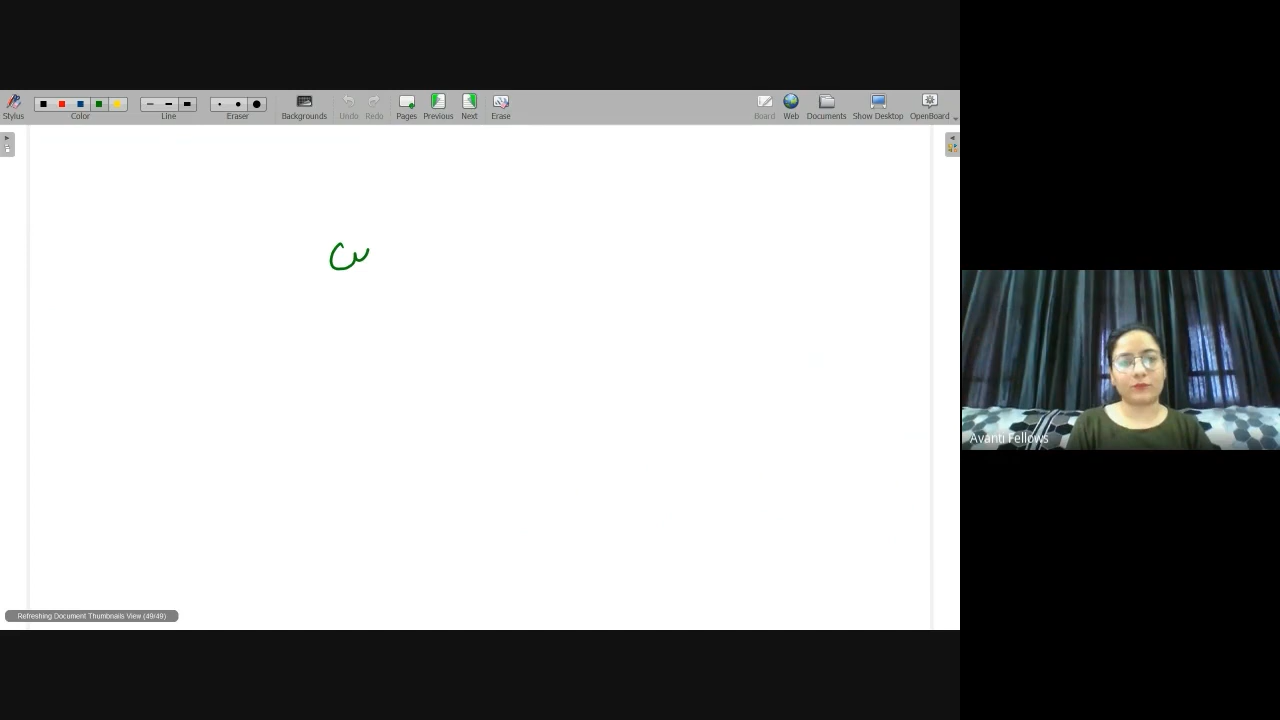 Stylus
Color
Line
Eraser
Backgrounds
Undo
Redo
Pages
Previous
Next
Erase
Board
Web
Documents
Show Desktop
OpenBoard
Cu
Avanti Fellows
Refreshing Document Thumbnails View (49/49)